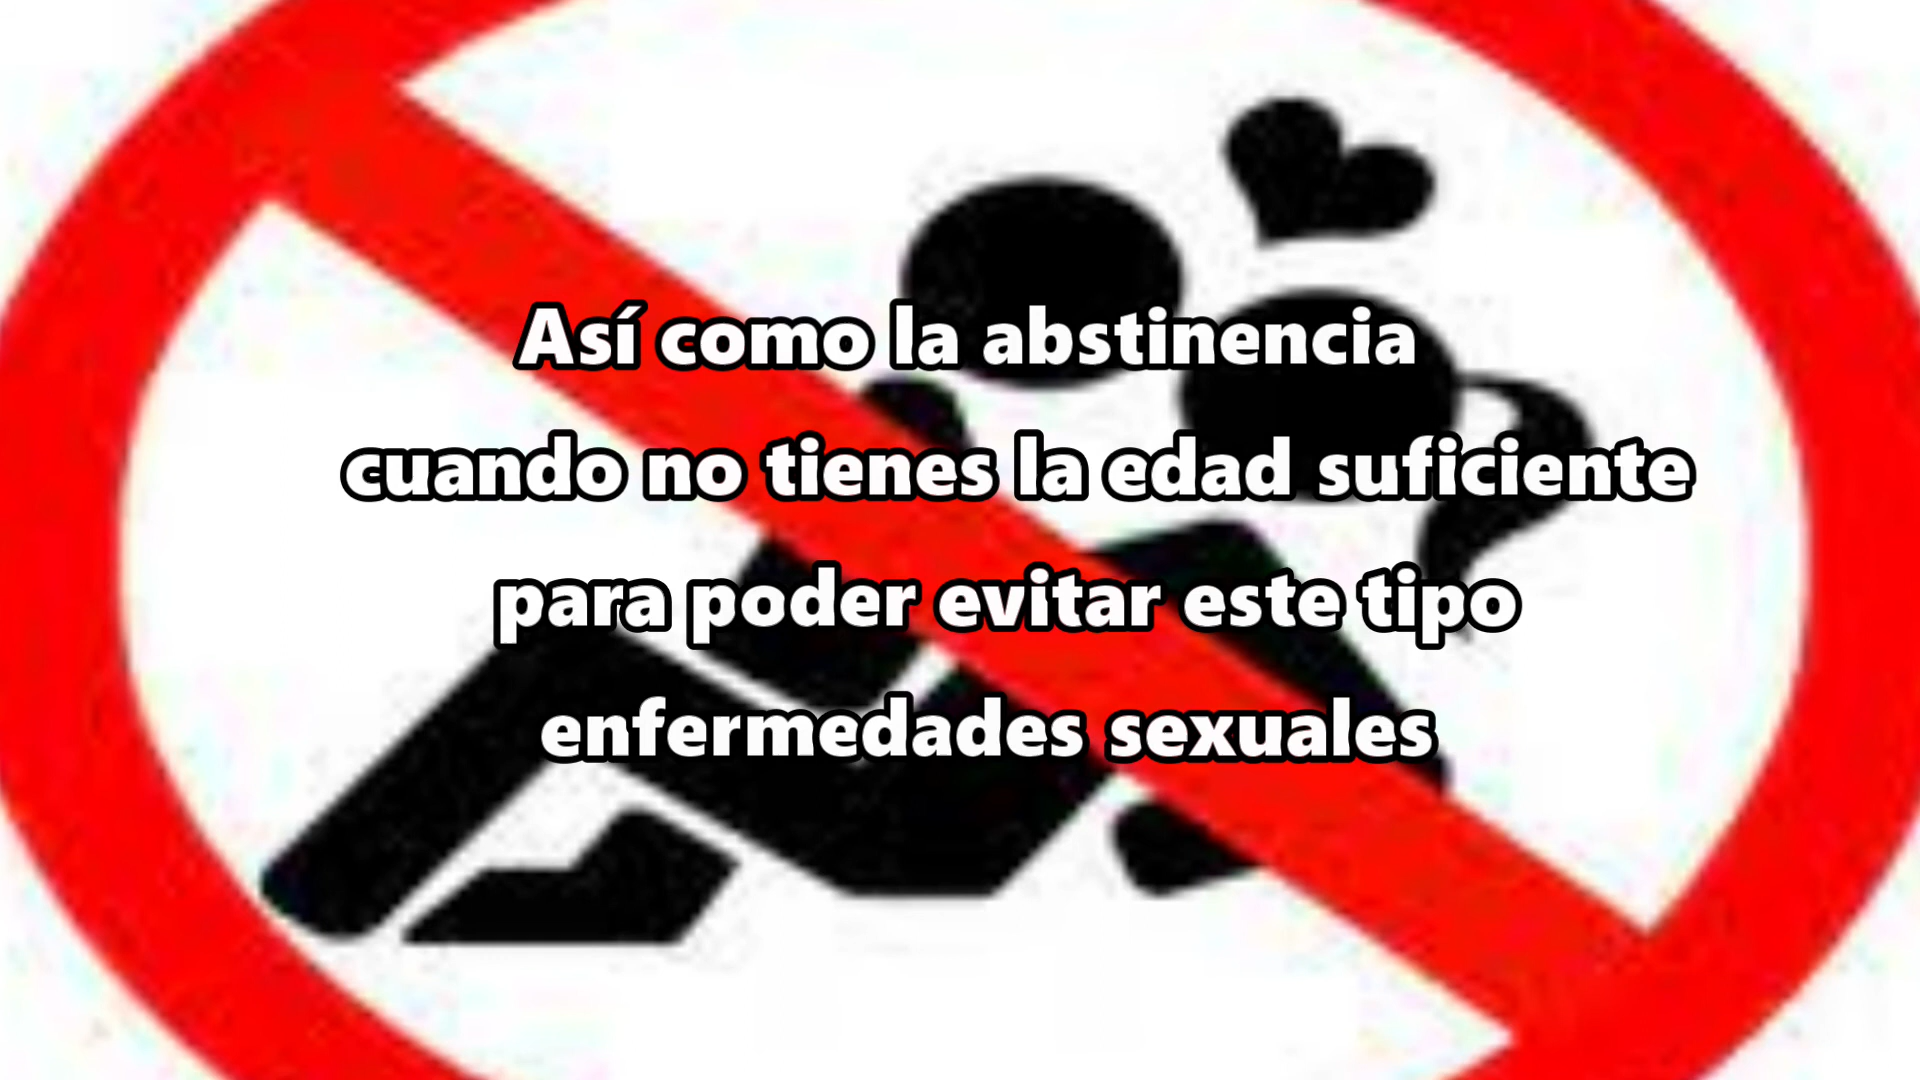 Así como la abstinencia
cuando no tienes la edad suficiente
para poder evitar este tipo
enfermedades sexuales